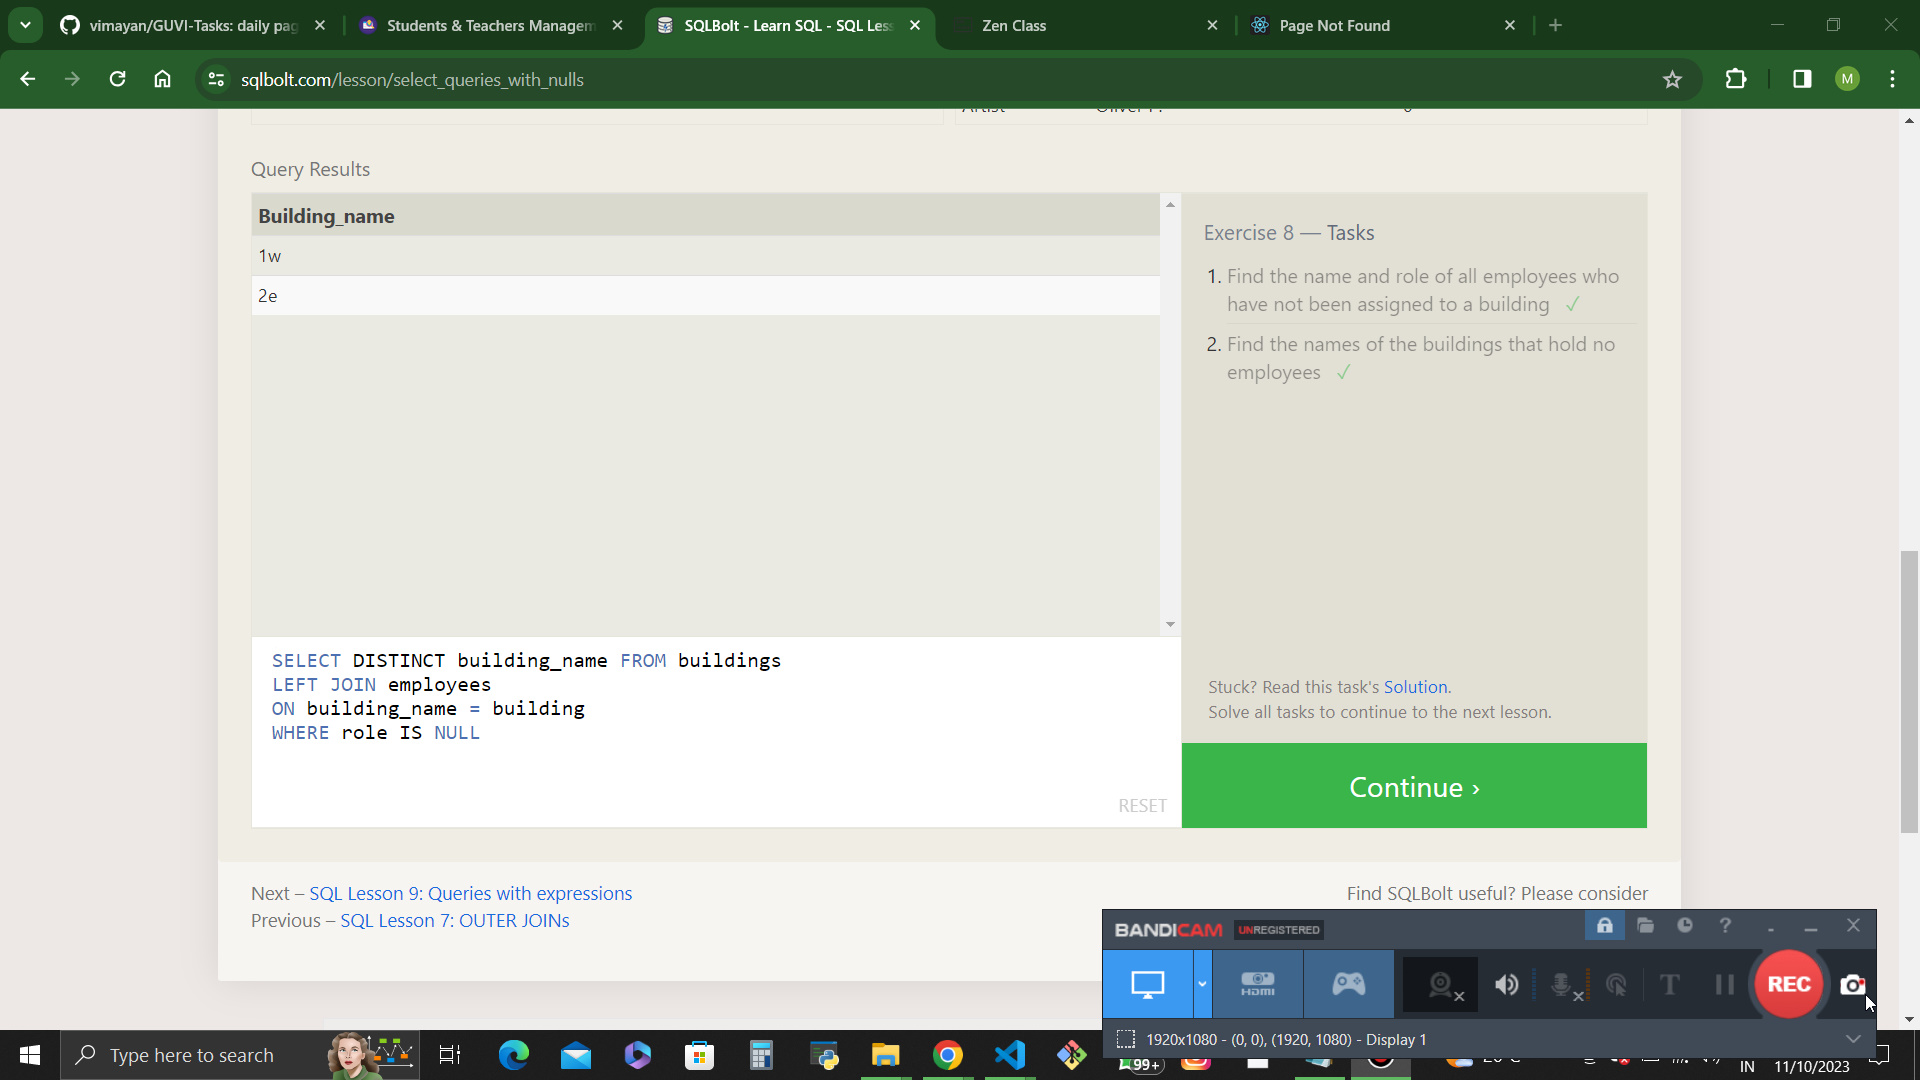 vimayan/GUVI-Tasks: daily pag
Students & Teachers Managem
SQLBolt - Learn SQL - SQL Les
Zen Class
Page Not Found
sqlbolt.com/lesson/select_queries_with_nulls
M
Query Results
Building_name
1w
2e
Exercise 8 — Tasks
1. Find the name and role of all employees who
have not been assigned to a building ✓
2. Find the names of the buildings that hold no
employees ✓
SELECT DISTINCT building_name FROM buildings
LEFT JOIN employees
ON building_name = building
WHERE role IS NULL
RESET
Stuck? Read this task's Solution.
Solve all tasks to continue to the next lesson.
Continue ›
Next – SQL Lesson 9: Queries with expressions
Previous – SQL Lesson 7: OUTER JOINs
Find SQLBolt useful? Please consider
BANDICAM UNREGISTERED
HDMI
T
REC
1920x1080 - (0, 0), (1920, 1080) - Display 1
Type here to search
99+
IN
11/10/2023